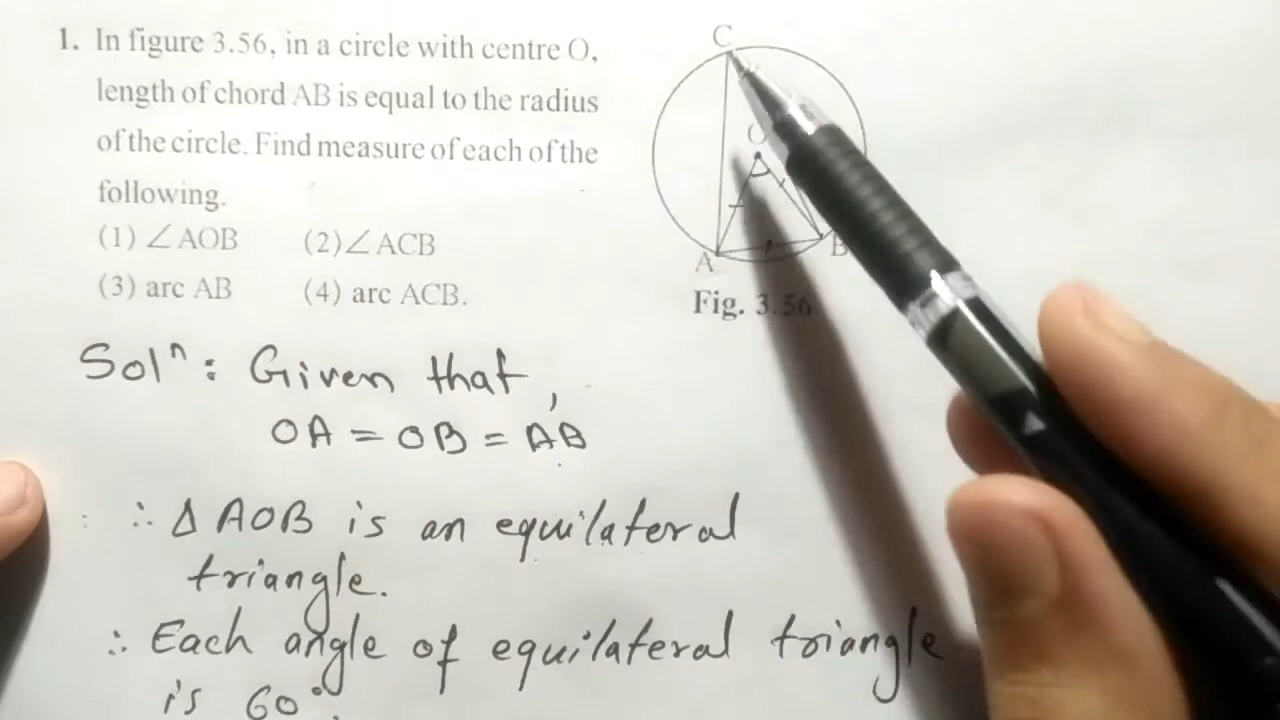 1. In figure 3.56, in a circle with centre O,
length of chord AB is equal to the radius
of the circle. Find measure of each of the
following.
(1) ∠AOB (2)∠ACB
(3) arc AB (4) arc ACB.
C
O
A
B
Fig. 3.56
Solⁿ : Given that,
OA = OB = AB
∴ Δ AOB is an equilateral
triangle.
∴ Each angle of equilateral triangle
is 60°.